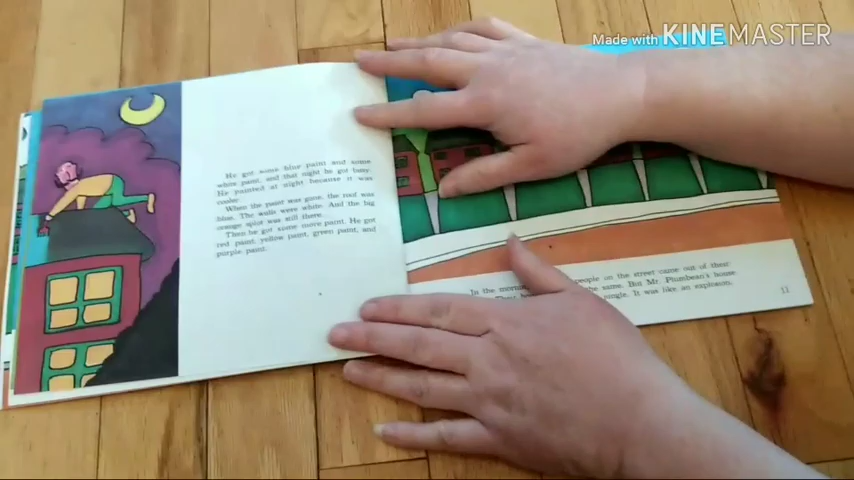 Made with KINEMASTER
He got some blue paint and some
white paint, and that night he got busy.
He painted at night because it was
cooler.
When the paint was gone, the roof was
blue. The walls were white. And the big
orange spot was still there.
Then he got some more paint. He got
red paint, yellow paint, green paint, and
purple paint.
In the morning people on the street came out of their
the same. But Mr. Plumbean's house
jungle. It was like an explosion.
11